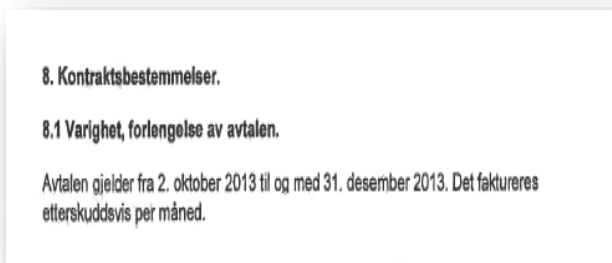 8. Kontraktsbestemmelser.
8.1 Varighet, forlengelse av avtalen.
Avtalen gjelder fra 2. oktober 2013 til og med 31. desember 2013. Det faktureres
etterskuddsvis per måned.